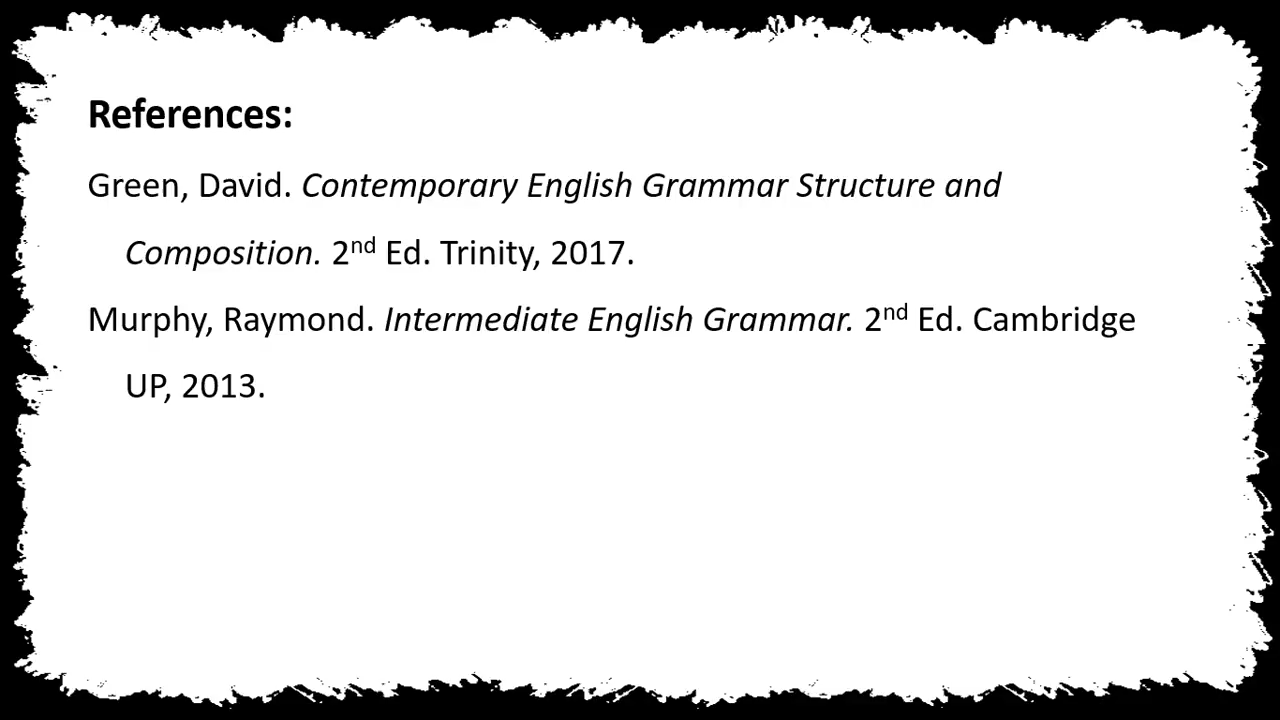 References:
Green, David. Contemporary English Grammar Structure and
Composition. 2nd Ed. Trinity, 2017.
Murphy, Raymond. Intermediate English Grammar. 2nd Ed. Cambridge
UP, 2013.